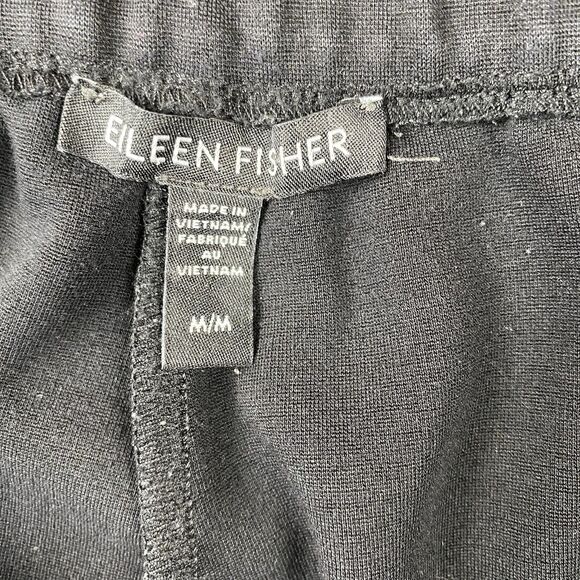 EILEEN FISHER
MADE IN
VIETNAM/
FABRIQUÉ
AU
VIETNAM
M/M